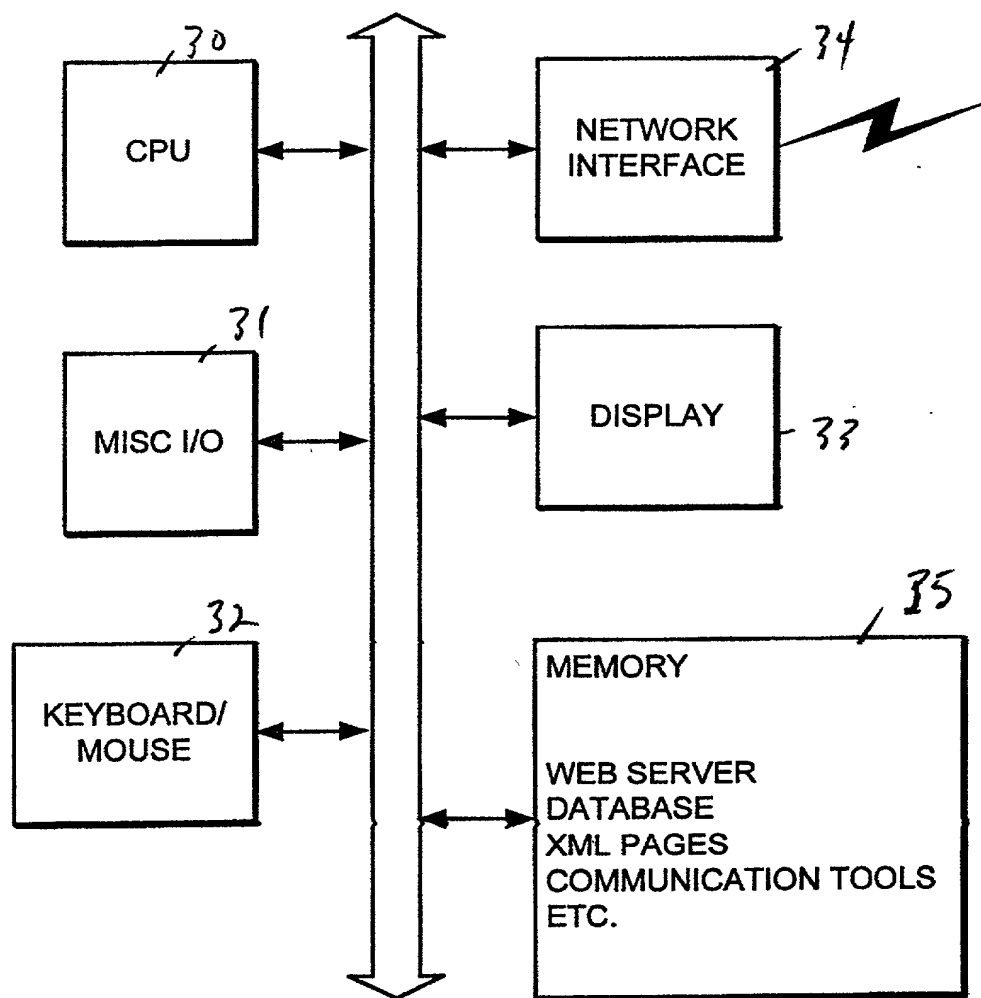 30
CPU
34
NETWORK
INTERFACE
31
MISC I/O
DISPLAY
33
32
KEYBOARD/
MOUSE
35
MEMORY
WEB SERVER
DATABASE
XML PAGES
COMMUNICATION TOOLS
ETC.